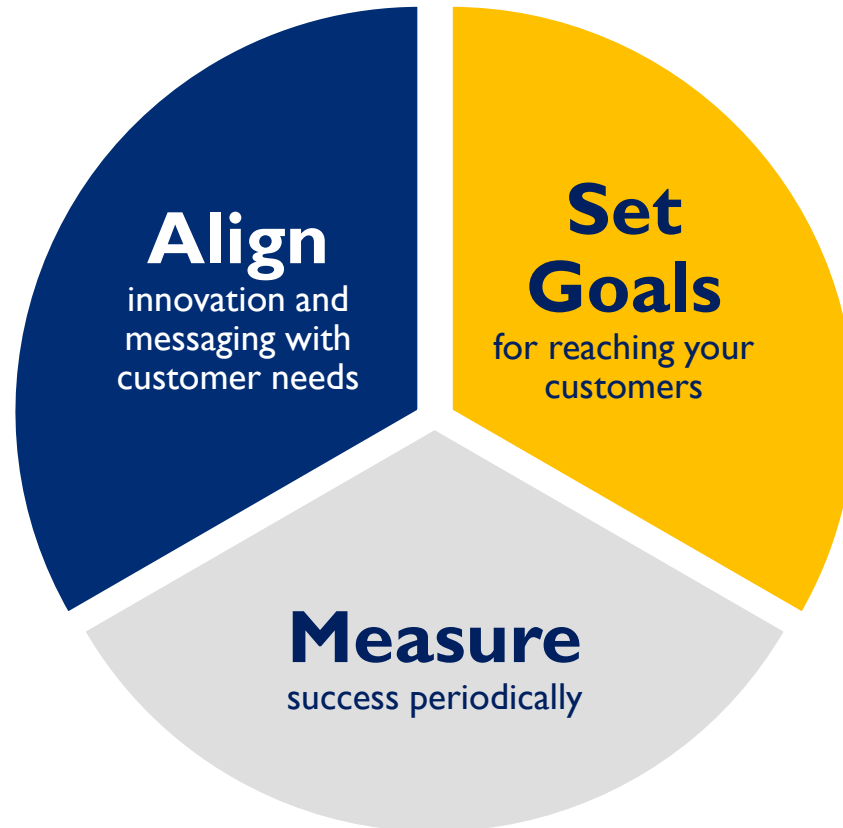 Align
innovation and
messaging with
customer needs
Set
Goals
for reaching your
customers
Measure
success periodically